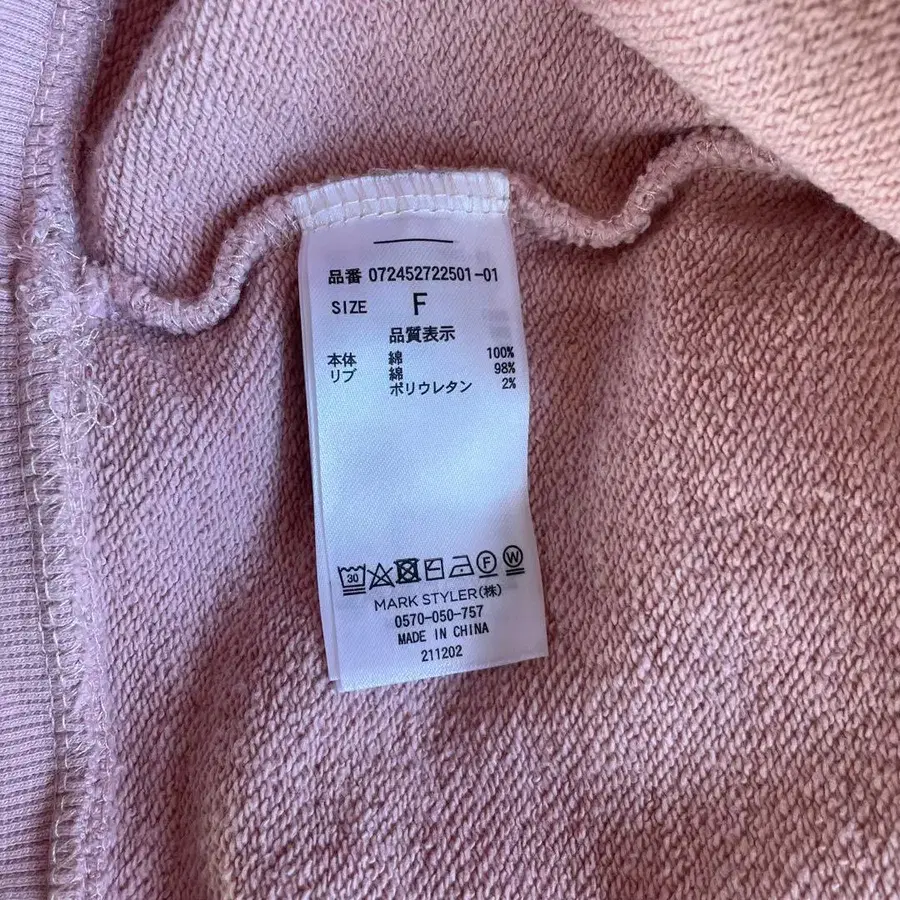 品番 072452722501-01
SIZE F
品質表示
本体 綿 100%
リブ 綿 98%
ポリウレタン 2%
30 F W
MARK STYLER(株)
0570-050-757
MADE IN CHINA
211202